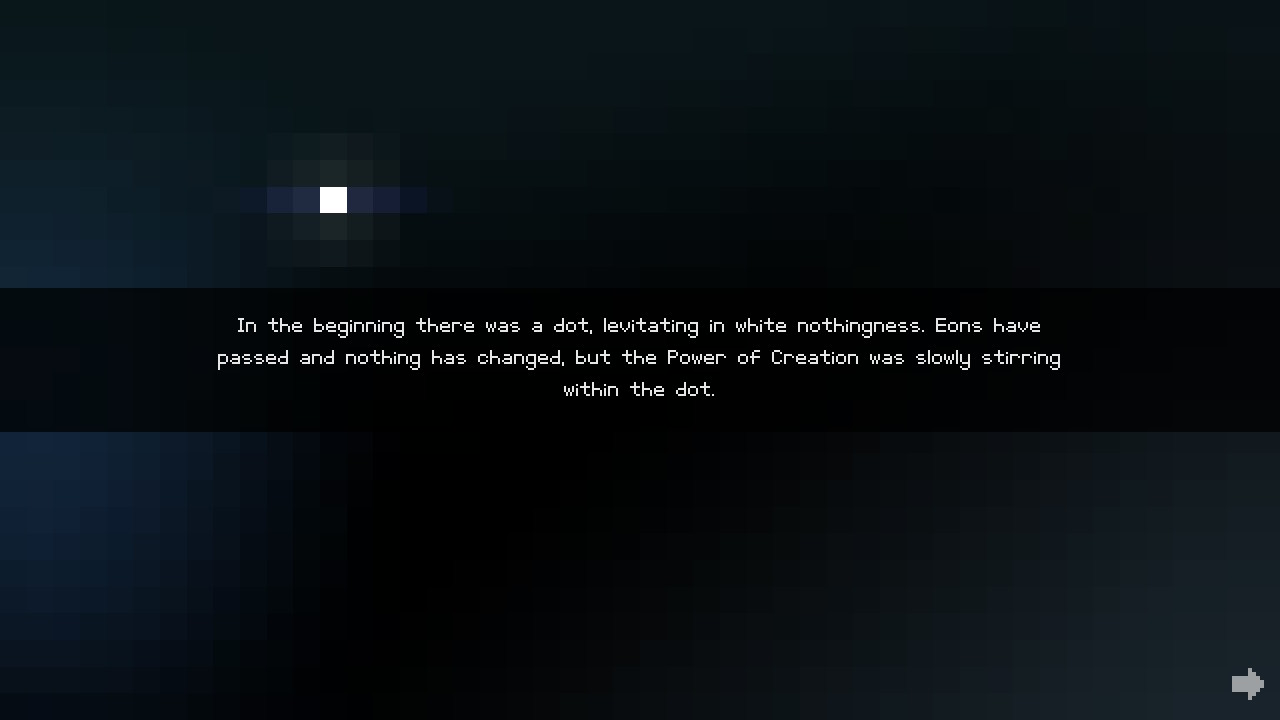 In the beginning there was a dot, levitating in white nothingness. Eons have
passed and nothing has changed, but the Power of Creation was slowly stirring
within the dot.